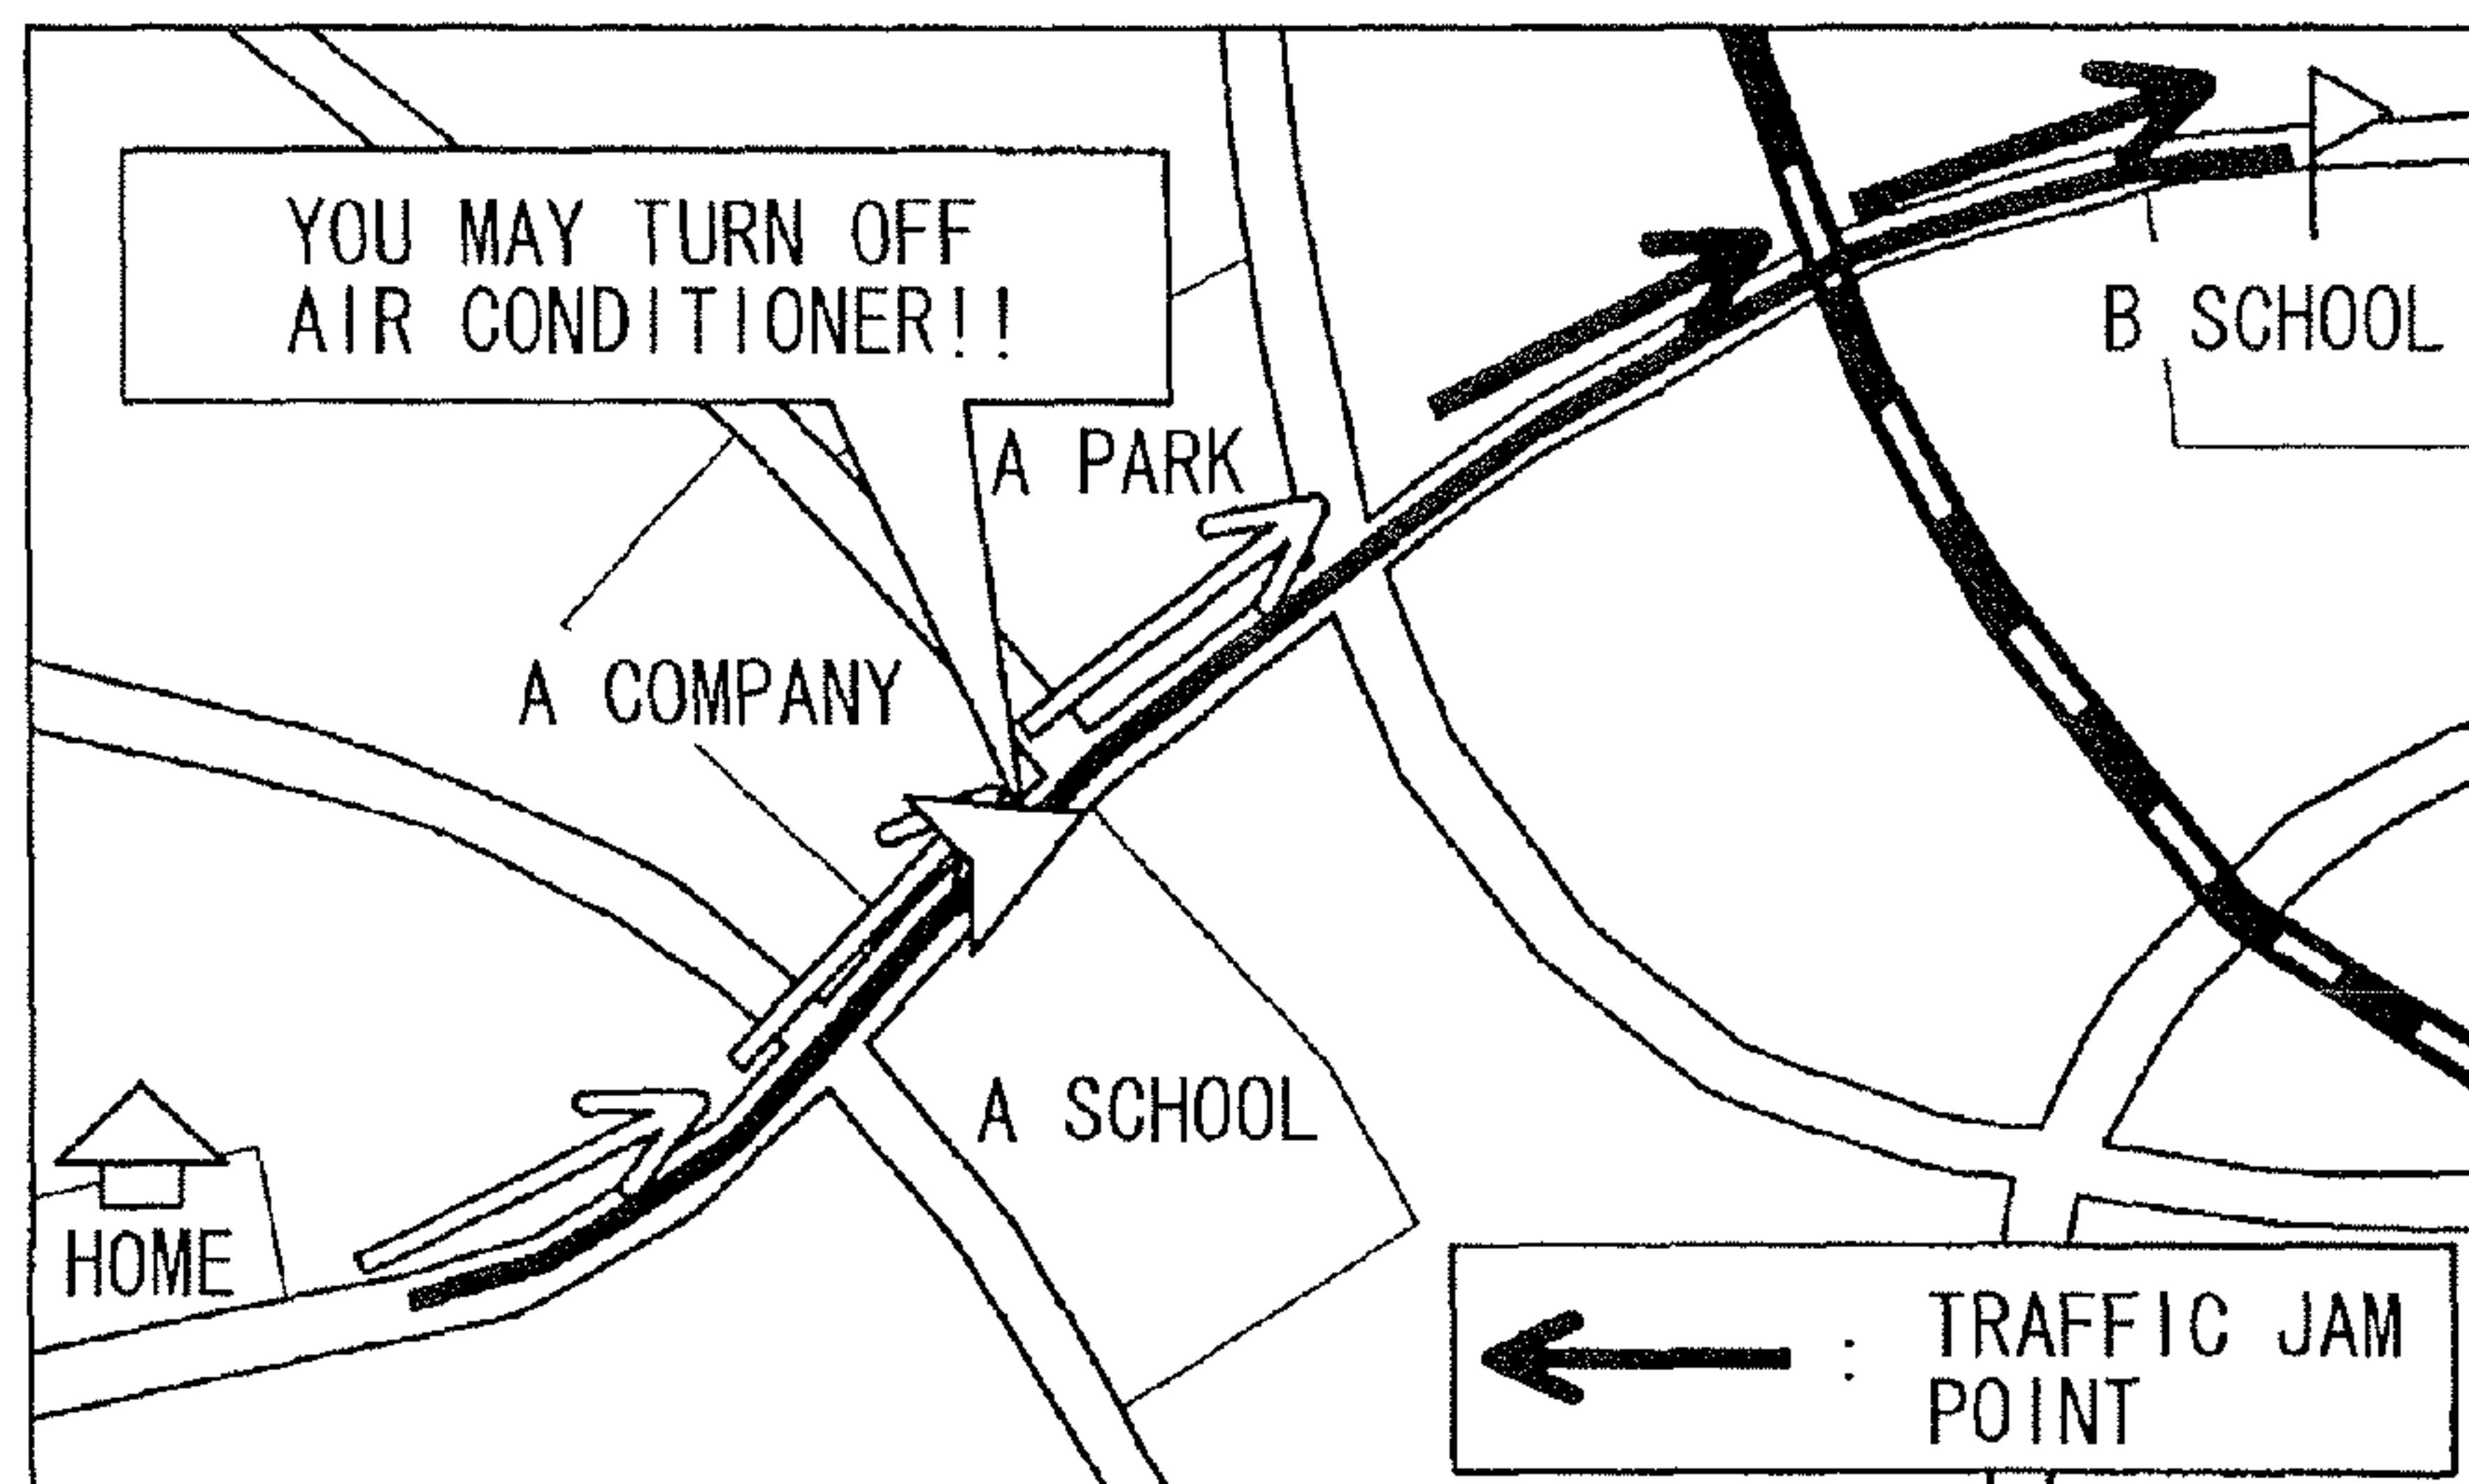 YOU MAY TURN OFF
AIR CONDITIONER!!
B SCHOOL
A PARK
A COMPANY
A SCHOOL
HOME
: TRAFFIC JAM
POINT